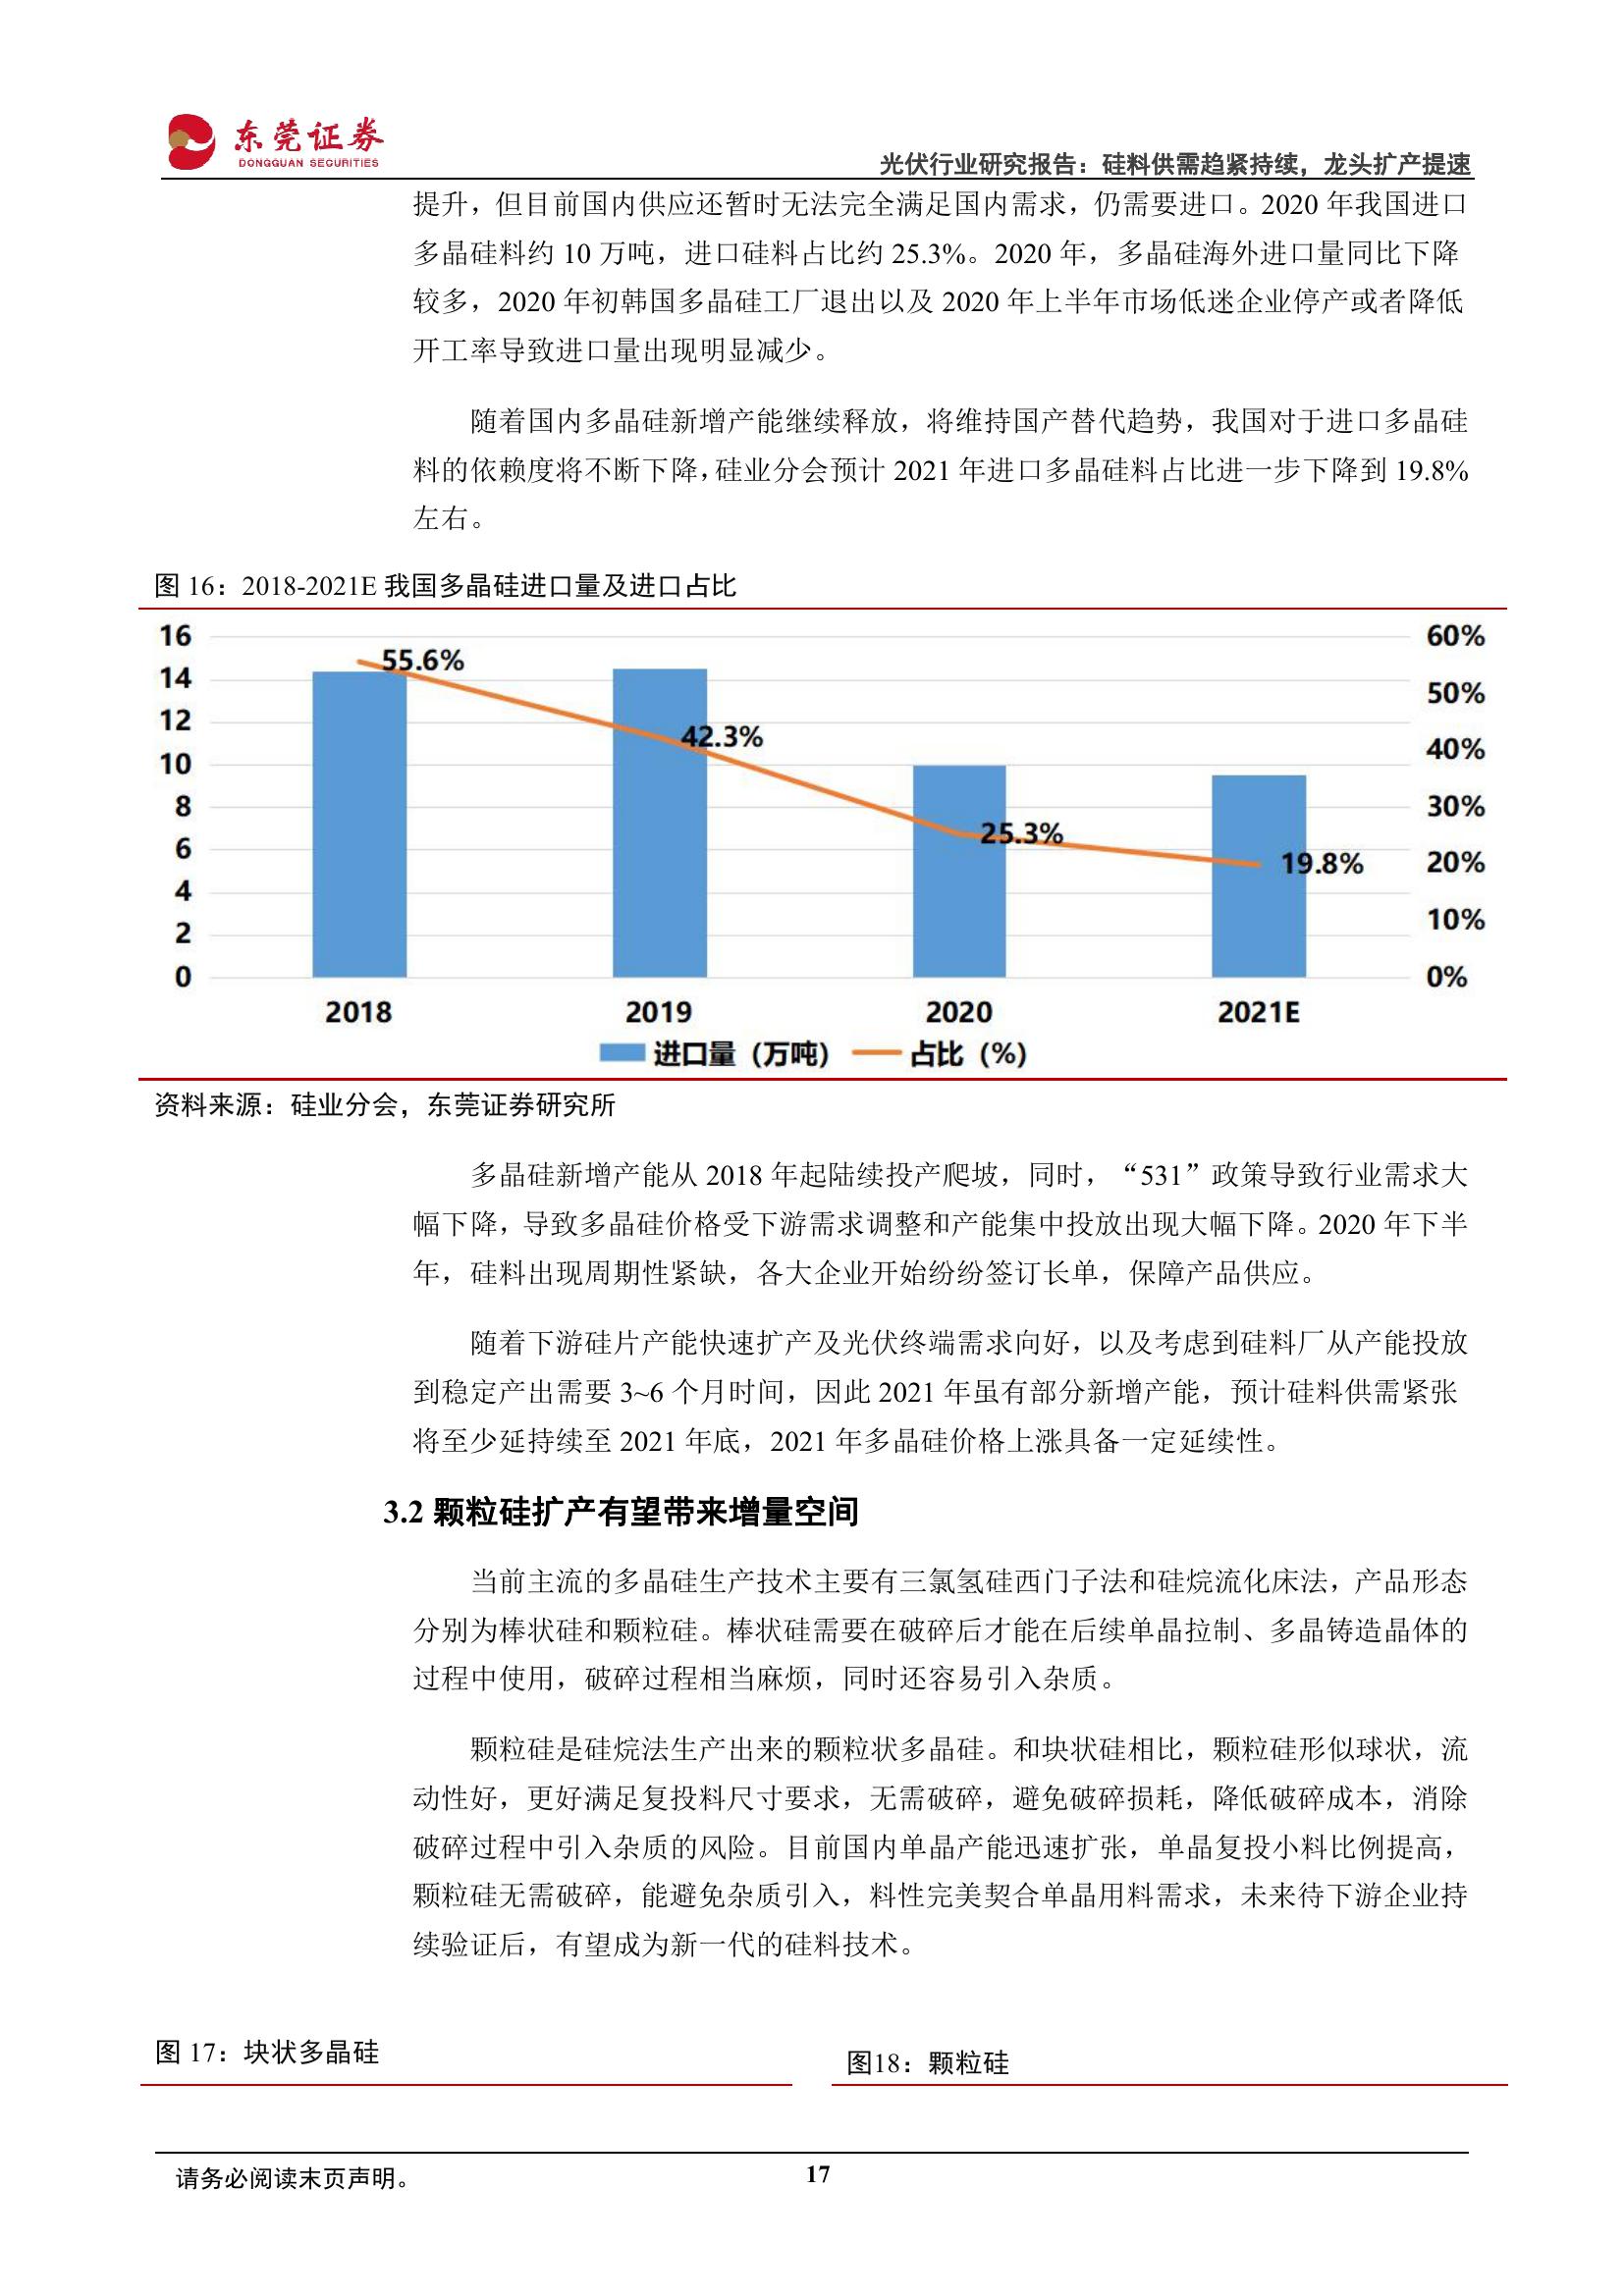 东莞证券
DONGGUAN SECURITIES
光伏行业研究报告：硅料供需趋紧持续，龙头扩产提速
提升，但目前国内供应还暂时无法完全满足国内需求，仍需要进口。2020 年我国进口
多晶硅料约 10 万吨，进口硅料占比约 25.3%。2020 年，多晶硅海外进口量同比下降
较多，2020 年初韩国多晶硅工厂退出以及 2020 年上半年市场低迷企业停产或者降低
开工率导致进口量出现明显减少。
随着国内多晶硅新增产能继续释放，将维持国产替代趋势，我国对于进口多晶硅
料的依赖度将不断下降，硅业分会预计 2021 年进口多晶硅料占比进一步下降到 19.8%
左右。
图 16：2018-2021E 我国多晶硅进口量及进口占比
16
14
12
10
8
6
4
2
0
60%
50%
40%
30%
20%
10%
0%
55.6%
42.3%
25.3%
19.8%
2018 2019 2020 2021E
进口量（万吨） 占比（%）
资料来源：硅业分会，东莞证券研究所
多晶硅新增产能从 2018 年起陆续投产爬坡，同时，“531”政策导致行业需求大
幅下降，导致多晶硅价格受下游需求调整和产能集中投放出现大幅下降。2020 年下半
年，硅料出现周期性紧缺，各大企业开始纷纷签订长单，保障产品供应。
随着下游硅片产能快速扩产及光伏终端需求向好，以及考虑到硅料厂从产能投放
到稳定产出需要 3~6 个月时间，因此 2021 年虽有部分新增产能，预计硅料供需紧张
将至少延持续至 2021 年底，2021 年多晶硅价格上涨具备一定延续性。
3.2 颗粒硅扩产有望带来增量空间
当前主流的多晶硅生产技术主要有三氯氢硅西门子法和硅烷流化床法，产品形态
分别为棒状硅和颗粒硅。棒状硅需要在破碎后才能在后续单晶拉制、多晶铸造晶体的
过程中使用，破碎过程相当麻烦，同时还容易引入杂质。
颗粒硅是硅烷法生产出来的颗粒状多晶硅。和块状硅相比，颗粒硅形似球状，流
动性好，更好满足复投料尺寸要求，无需破碎，避免破碎损耗，降低破碎成本，消除
破碎过程中引入杂质的风险。目前国内单晶产能迅速扩张，单晶复投小料比例提高，
颗粒硅无需破碎，能避免杂质引入，料性完美契合单晶用料需求，未来待下游企业持
续验证后，有望成为新一代的硅料技术。
图 17：块状多晶硅
图18：颗粒硅
请务必阅读末页声明。
17